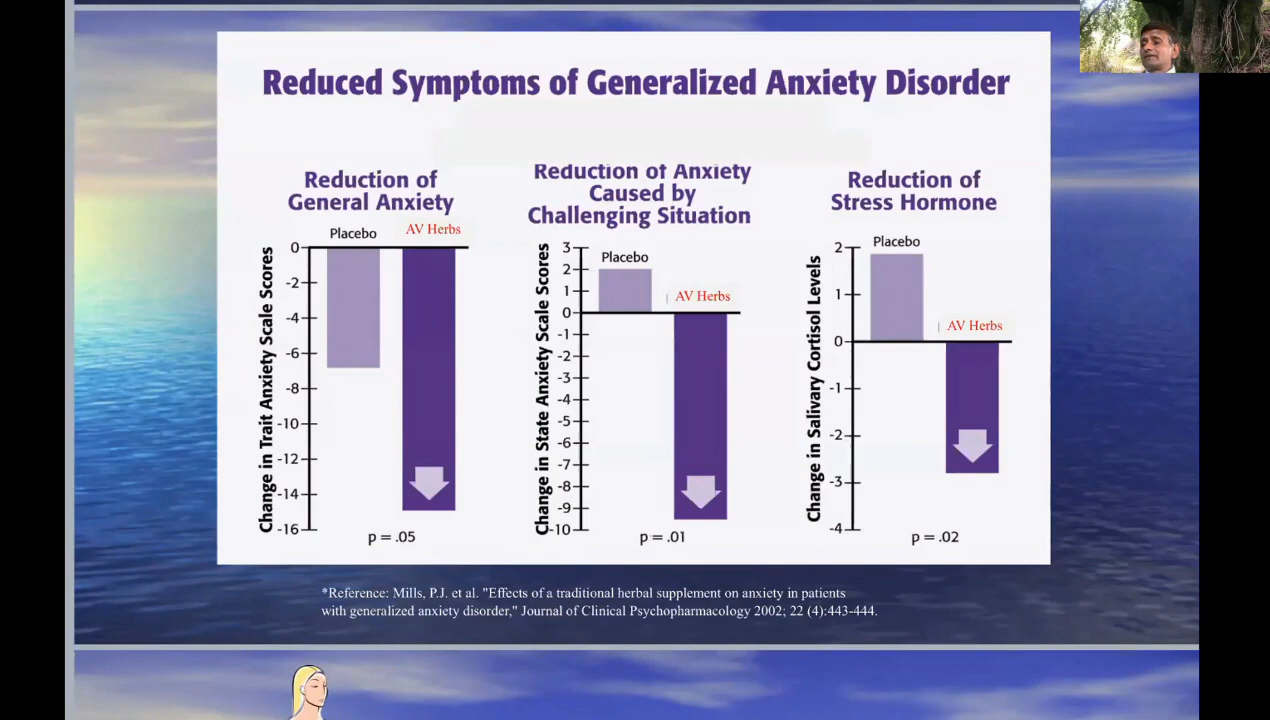 Reduced Symptoms of Generalized Anxiety Disorder
Reduction of
General Anxiety
Placebo
AV Herbs
Change in Trait Anxiety Scale Scores
0
-2
-4
-6
-8
-10
-12
-14
-16
p = .05
Reduction of Anxiety
Caused by
Challenging Situation
Placebo
AV Herbs
Change in State Anxiety Scale Scores
3
2
1
0
-1
-2
-3
-4
-5
-6
-7
-8
-9
-10
p = .01
Reduction of
Stress Hormone
Placebo
AV Herbs
Change in Salivary Cortisol Levels
2
1
0
-1
-2
-3
-4
p = .02
*Reference: Mills, P.J. et al. "Effects of a traditional herbal supplement on anxiety in patients
with generalized anxiety disorder," Journal of Clinical Psychopharmacology 2002; 22 (4):443-444.